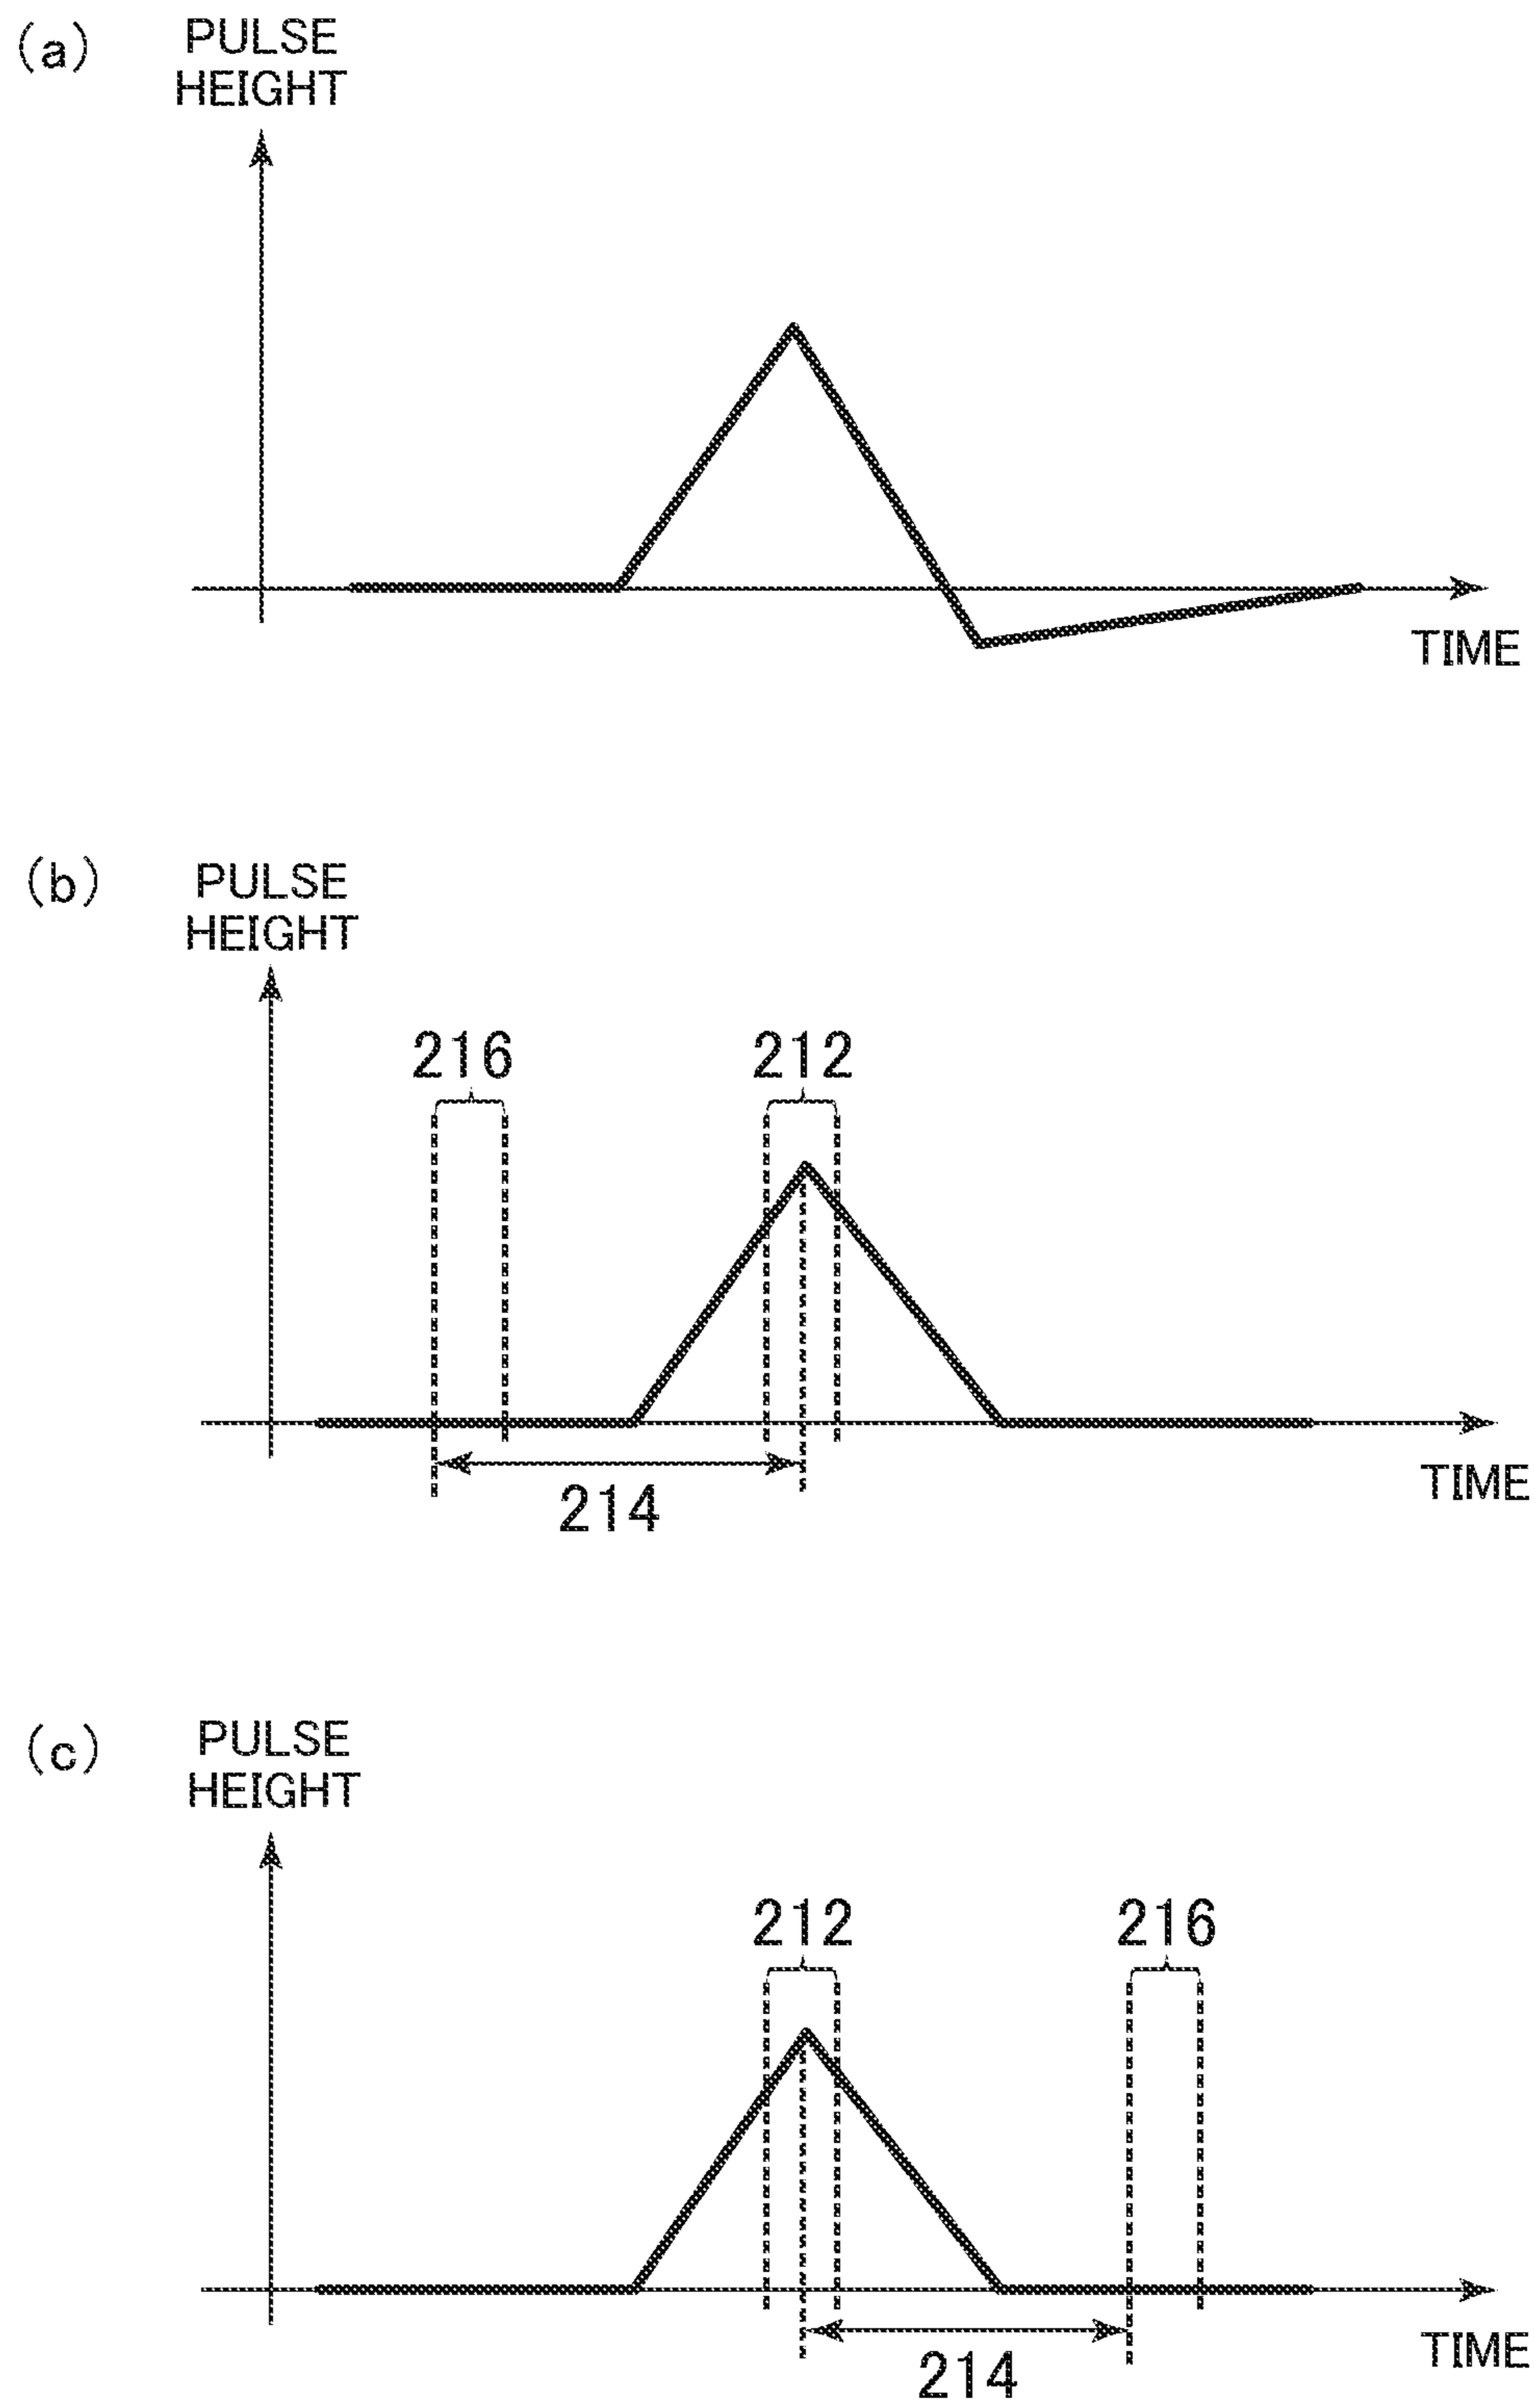 (a)
PULSE
HEIGHT
TIME
(b)
PULSE
HEIGHT
216 212
214
TIME
(c)
PULSE
HEIGHT
212 216
214
TIME